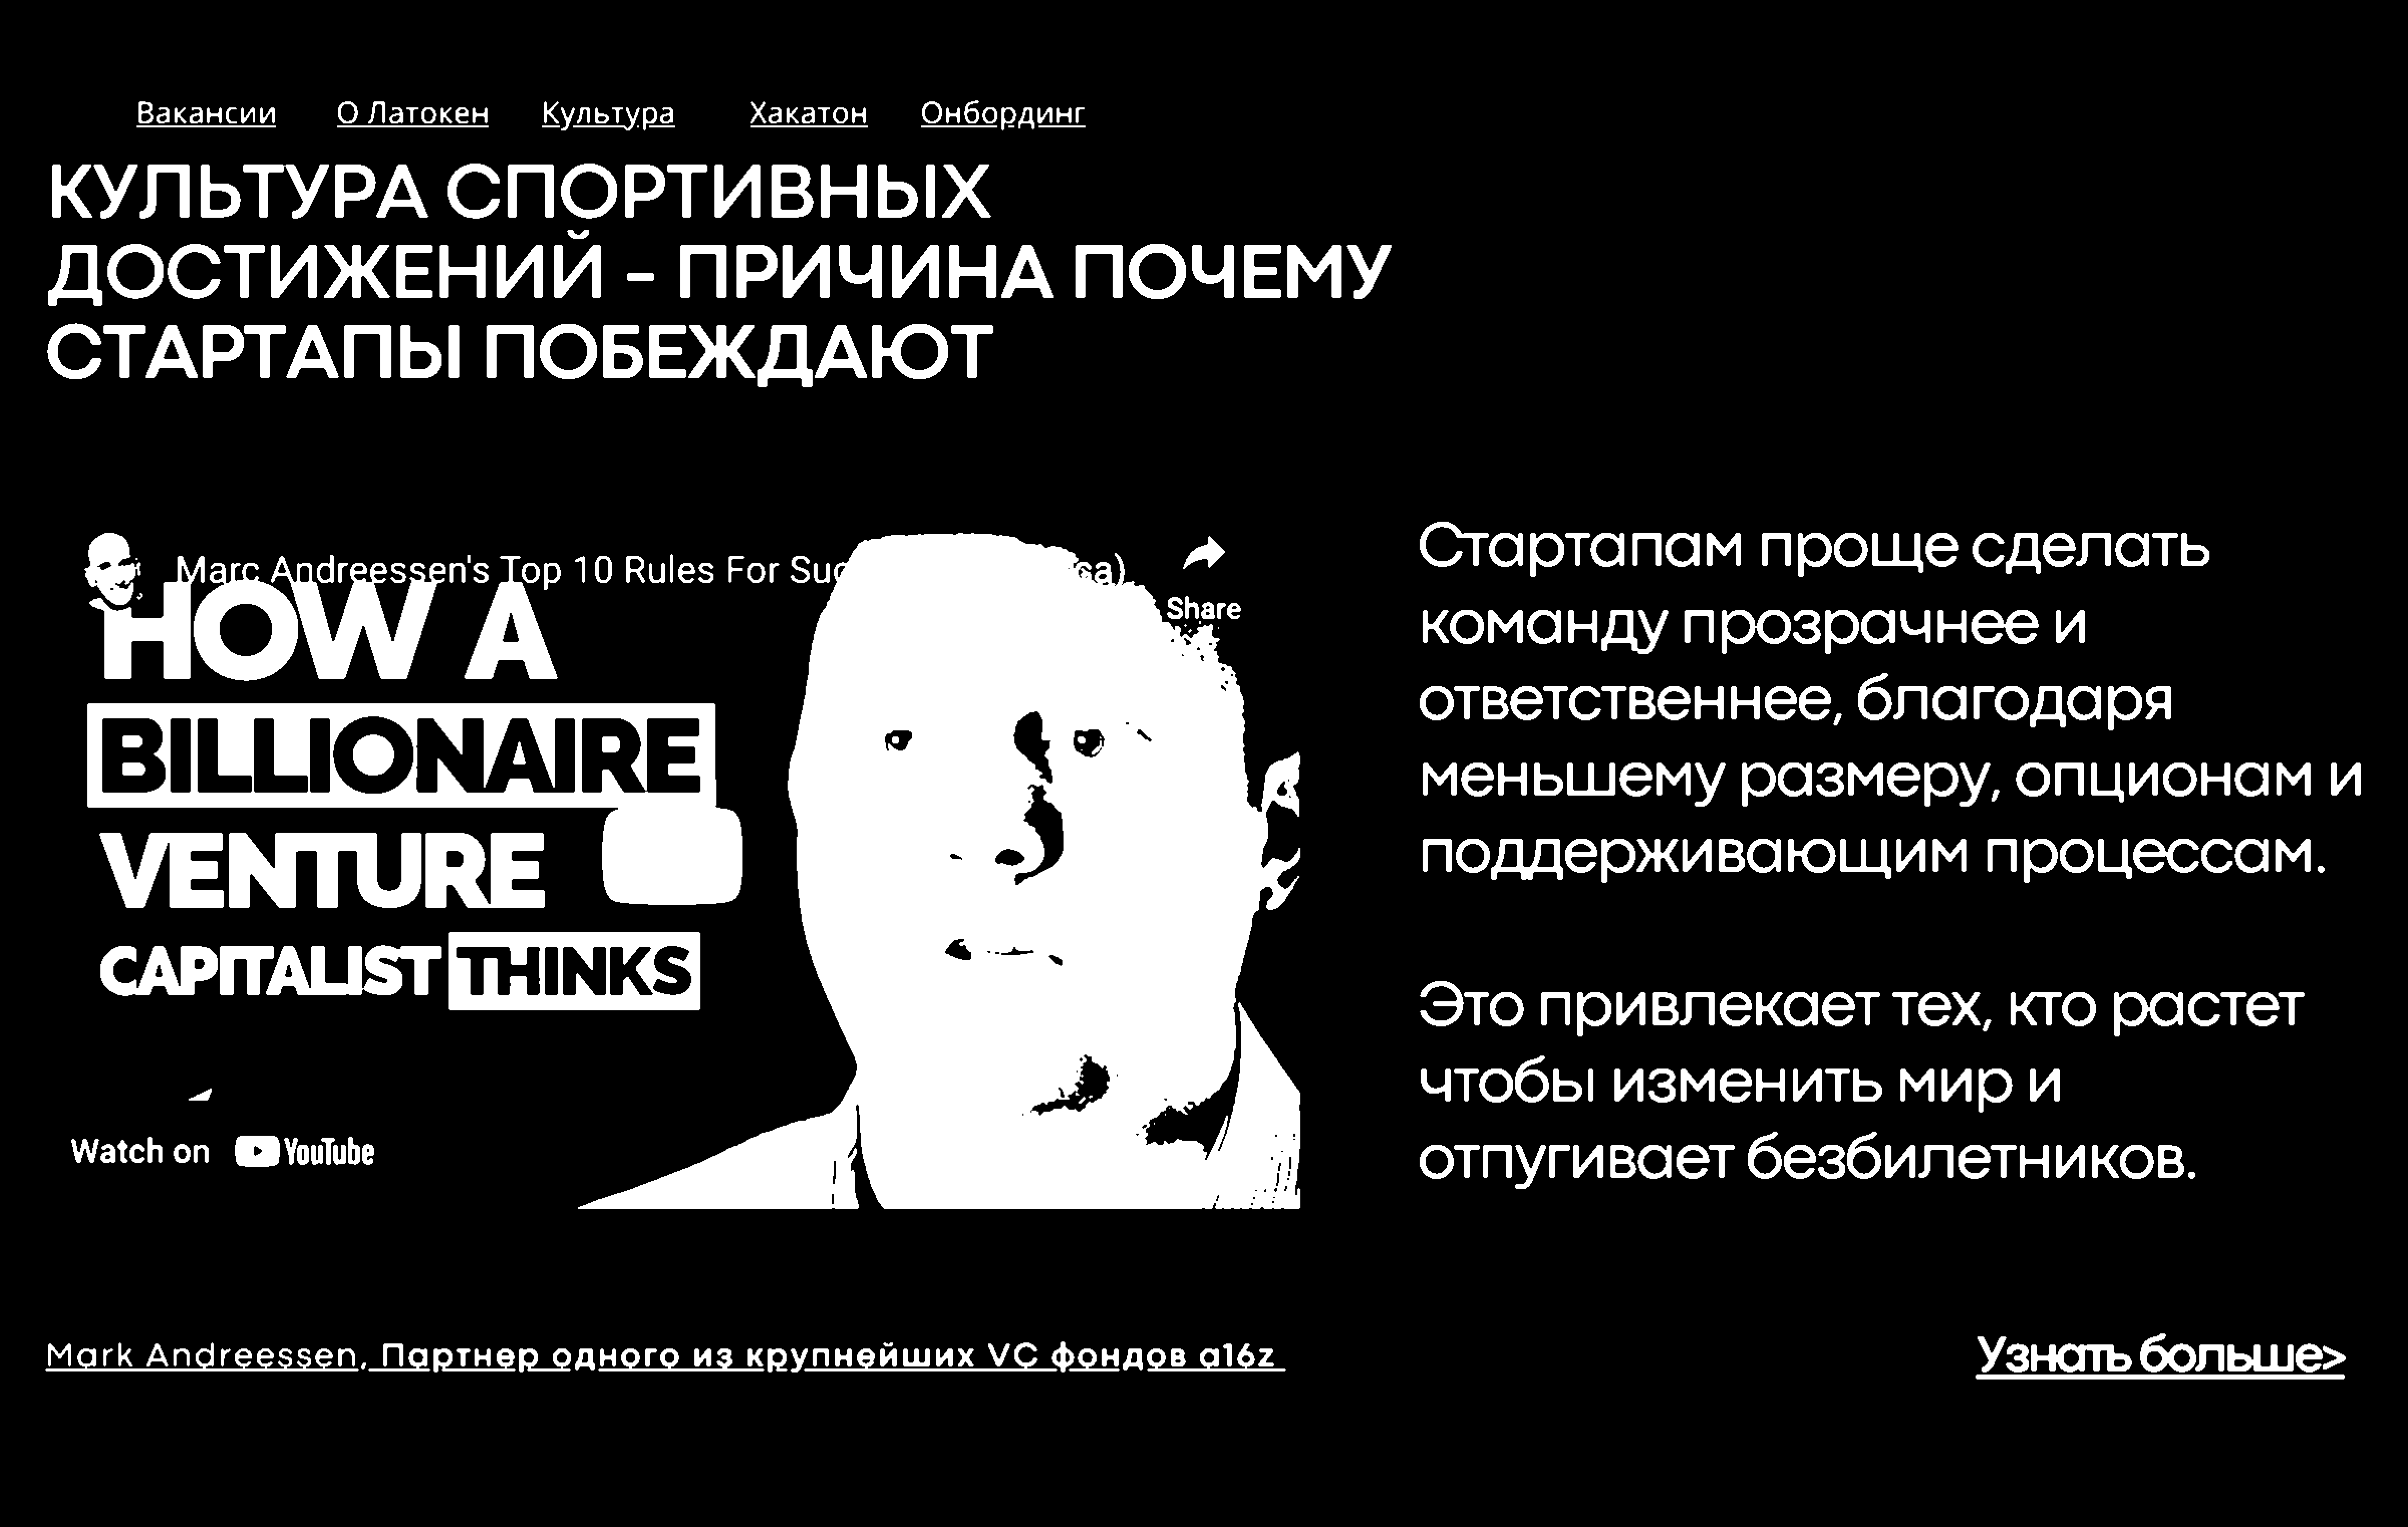 Вакансии О Латокен Культура Хакатон Онбординг
КУЛЬТУРА СПОРТИВНЫХ
ДОСТИЖЕНИЙ - ПРИЧИНА ПОЧЕМУ
СТАРТАПЫ ПОБЕЖДАЮТ
Marc Andreessen's Top 10 Rules For
Share
HOW A
BILLIONAIRE
VENTURE
CAPITALIST THINKS
Watch on YouTube
Стартапам проще сделать
команду прозрачнее и
ответственнее, благодаря
меньшему размеру, опционам и
поддерживающим процессам.
Это привлекает тех, кто растет
чтобы изменить мир и
отпугивает безбилетников.
Mark Andreessen, Партнер одного из крупнейших VC фондов a16z
Узнать больше>